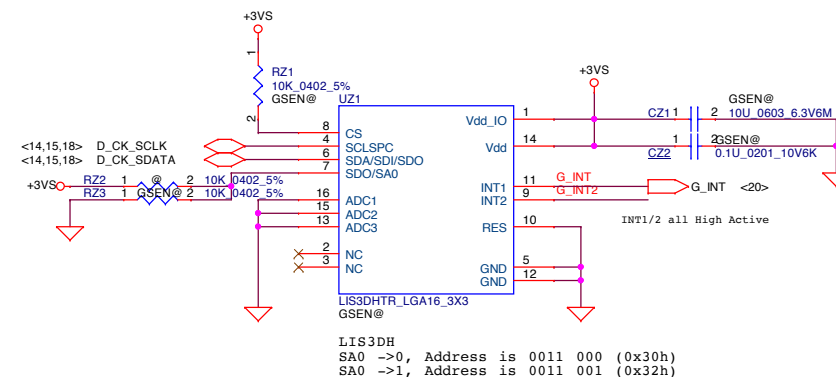 +3VS
1
RZ1
10K_0402_5%
GSEN@
2
UZ1
+3VS
GSEN@
CZ1 1 2 10U_0603_6.3V6M
CZ2 1 2 GSEN@
0.1U_0201_10V6K
8 CS
Vdd_IO 1
<14,15,18> D_CK_SCLK 4 SCLSPC
Vdd 14
<14,15,18> D_CK_SDATA 6 SDA/SDI/SDO
7 SDO/SA0
+3VS RZ2 1 @ 2 10K_0402_5%
RZ3 1 GSEN@ 2 10K_0402_5%
INT1 11 G_INT
G_INT <20>
INT2 9 G_INT2
INT1/2 all High Active
16 ADC1
15 ADC2
13 ADC3
RES 10
2 NC
3 NC
GND 5
GND 12
LIS3DHTR_LGA16_3X3
GSEN@
LIS3DH
SA0 ->0, Address is 0011 000 (0x30h)
SA0 ->1, Address is 0011 001 (0x32h)